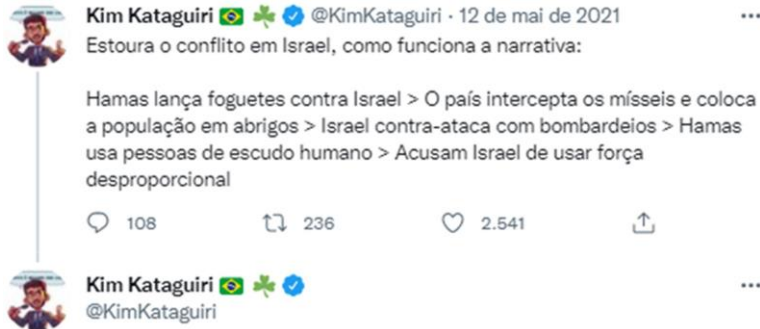 Kim Kataguiri 🇧🇷 ☘️ @KimKataguiri · 12 de mai de 2021
Estoura o conflito em Israel, como funciona a narrativa:
Hamas lança foguetes contra Israel > O país intercepta os mísseis e coloca
a população em abrigos > Israel contra-ataca com bombardeios > Hamas
usa pessoas de escudo humano > Acusam Israel de usar força
desproporcional
108 236 2.541
Kim Kataguiri 🇧🇷 ☘️
@KimKataguiri